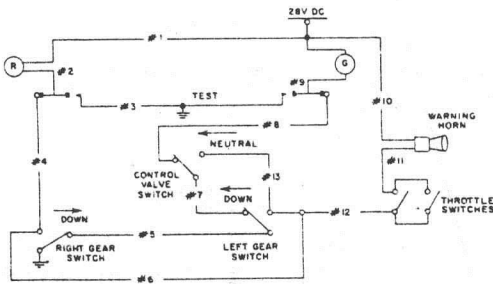 28V DC
#1
R
G
#2
#9
TEST
#3
#10
WARNING HORN
#8
NEUTRAL
#11
#4
CONTROL VALVE SWITCH
#7
#13
DOWN
THROTTLE SWITCHES
#12
DOWN
#5
RIGHT GEAR SWITCH
LEFT GEAR SWITCH
#6